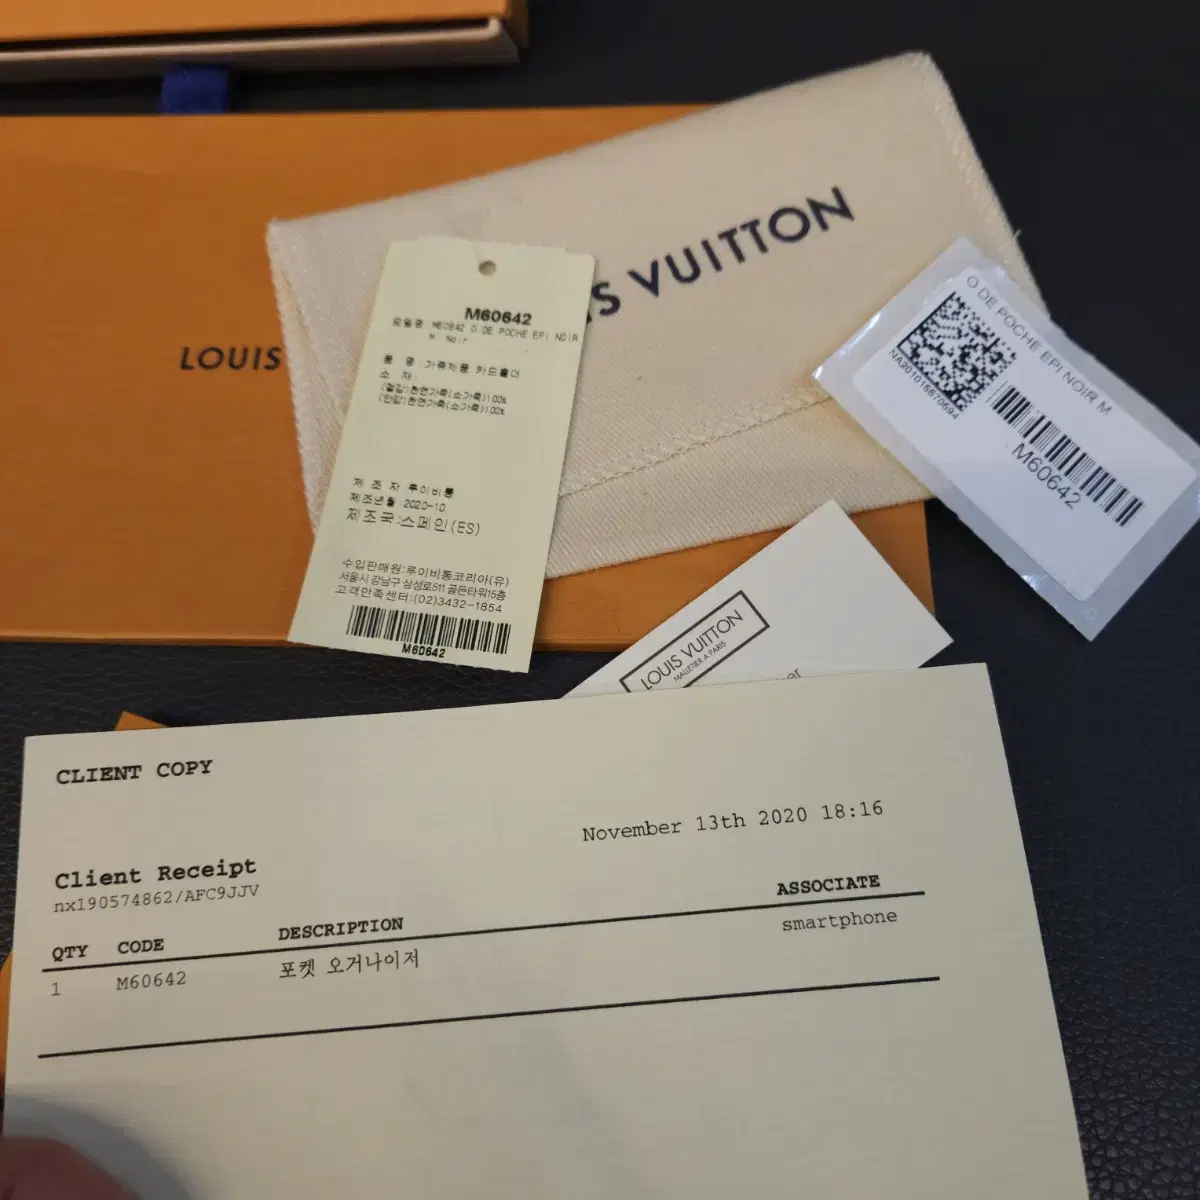 LOUIS
IS VUITTON
M60642
모델명 M60642 O.DE POCHE EPI NOIR
M Noir
품 명 가죽제품 카드홀더
소 재
(겉감)천연가죽(소가죽)100%
(안감)천연가죽(소가죽)100%
제 조 자 루이비통
제조년월 :2020-10
제조국:스페인(ES)
수입판매원:루이비통코리아(유)
서울시 강남구 삼성로511 골든타워15층
고객만족센터:(02)3432-1854
M60642
O DE POCHE EPI NOIR M
NA201015670694
M60642
LOUIS VUITTON
MALLETIER A PARIS
CLIENT COPY
November 13th 2020 18:16
Client Receipt
nx190574862/AFC9JJV
QTY CODE DESCRIPTION ASSOCIATE
1 M60642 포켓 오거나이저 smartphone